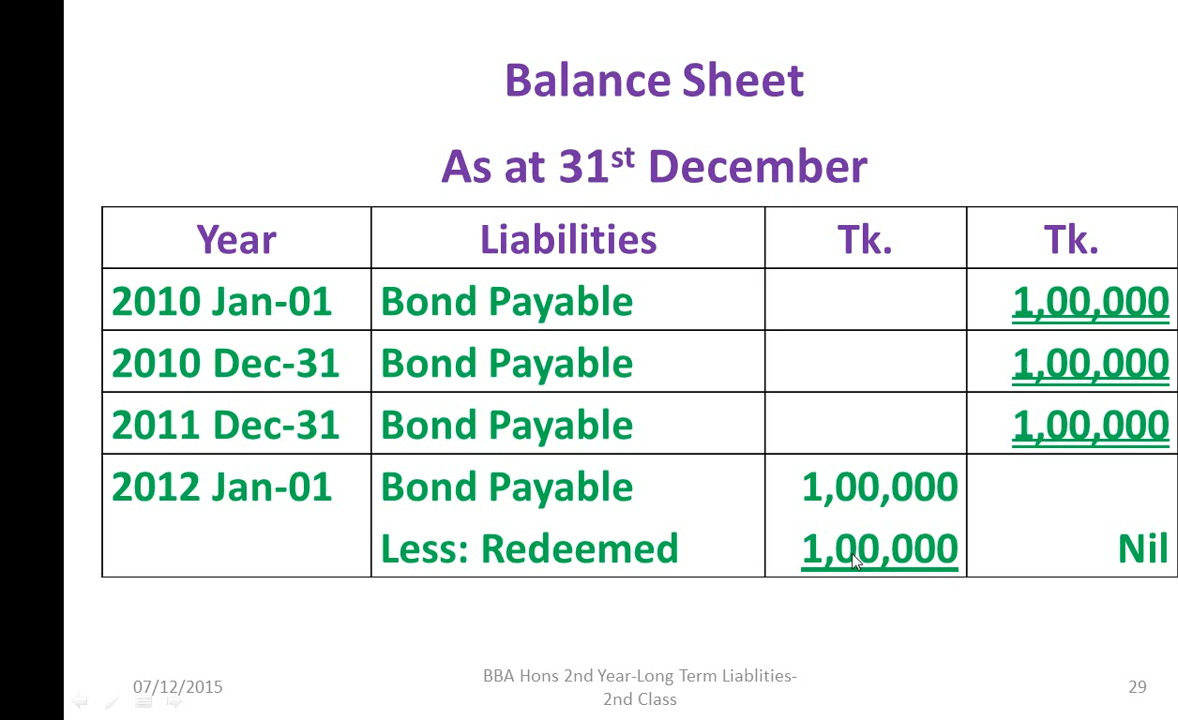 Balance Sheet
As at 31st December
Year Liabilities Tk. Tk.
2010 Jan-01 Bond Payable 1,00,000
2010 Dec-31 Bond Payable 1,00,000
2011 Dec-31 Bond Payable 1,00,000
2012 Jan-01 Bond Payable 1,00,000
Less: Redeemed 1,00,000 Nil
07/12/2015 BBA Hons 2nd Year-Long Term Liablities-
2nd Class 29